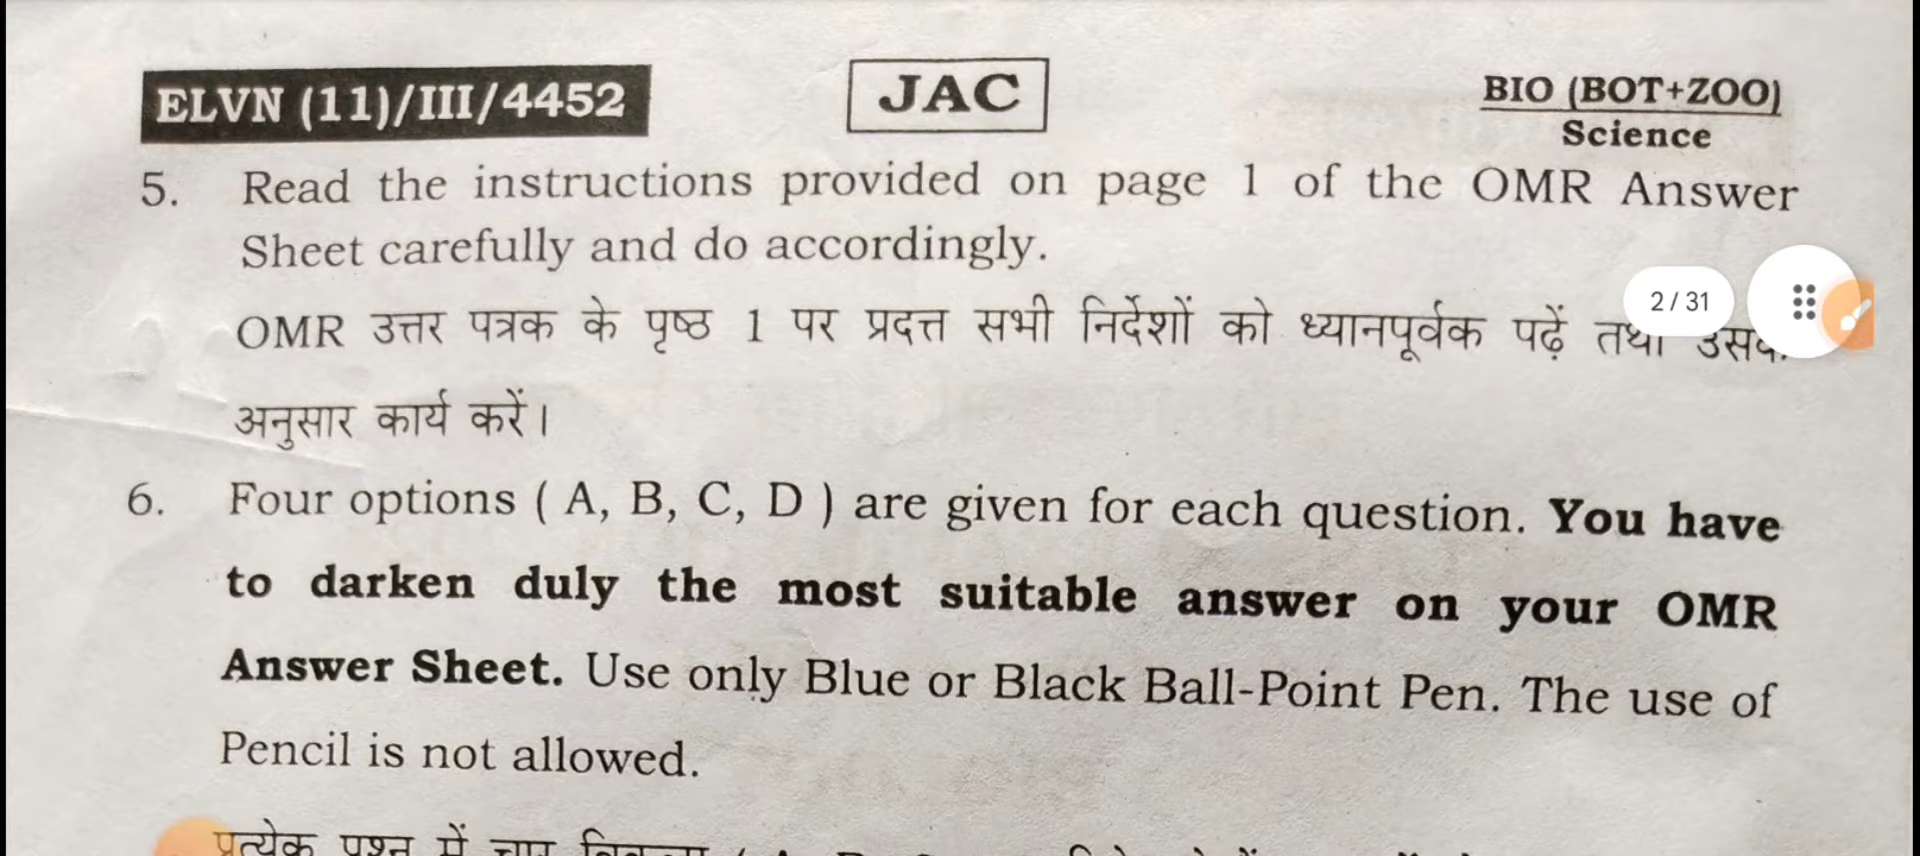 ELVN (11)/III/4452 JAC BIO (BOT+ZOO)
Science
5. Read the instructions provided on page 1 of the OMR Answer
Sheet carefully and do accordingly.
2 / 31
OMR उत्तर पत्रक के पृष्ठ 1 पर प्रदत्त सभी निर्देशों को ध्यानपूर्वक पढ़ें तथा
अनुसार कार्य करें।
6. Four options ( A, B, C, D ) are given for each question. You have
to darken duly the most suitable answer on your OMR
Answer Sheet. Use only Blue or Black Ball-Point Pen. The use of
Pencil is not allowed.
प्रत्येक प्रश्न में चार